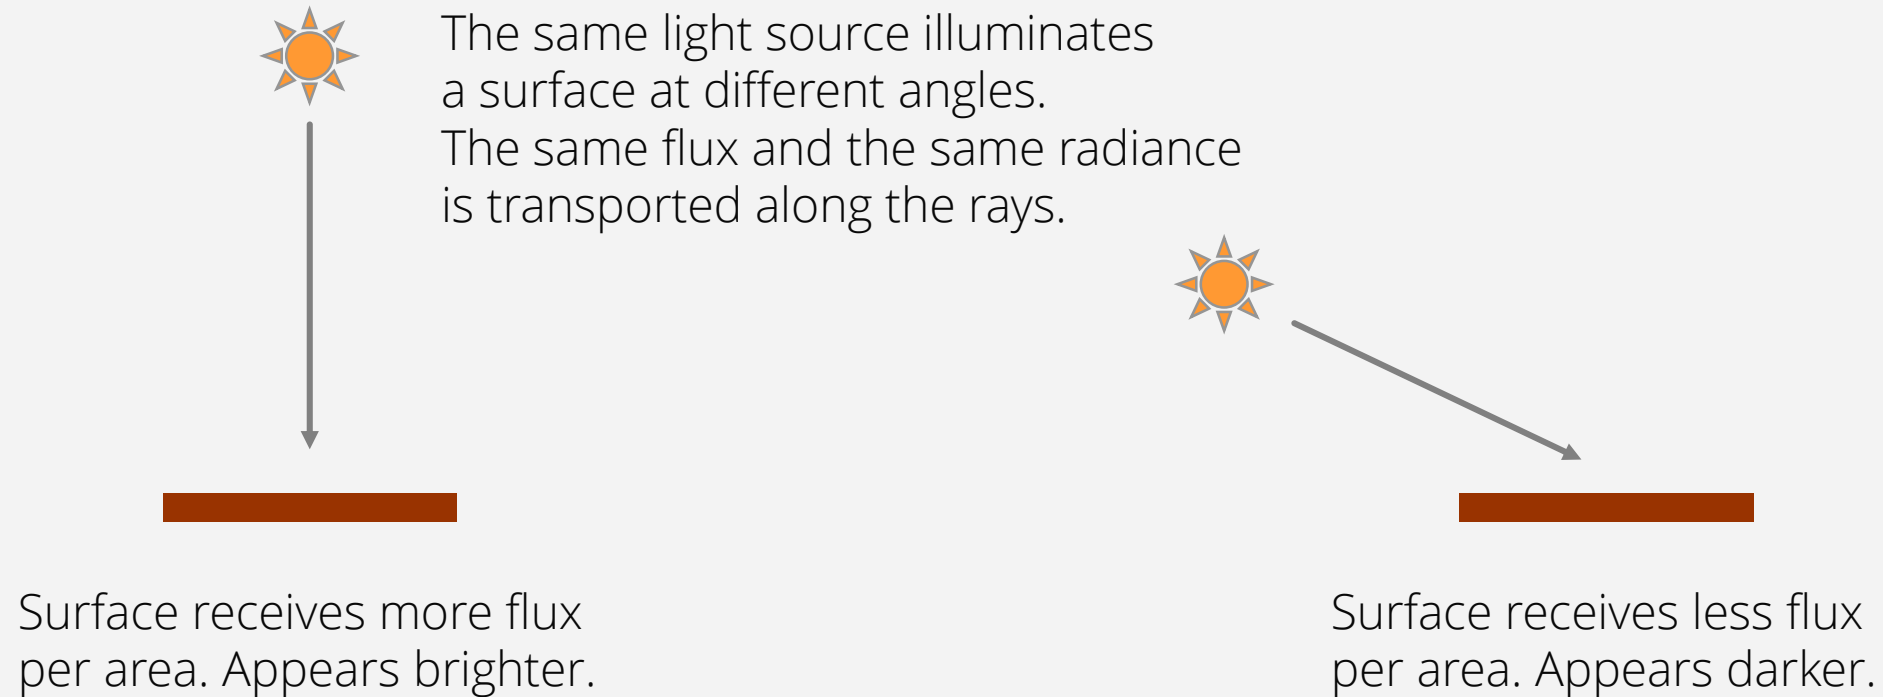 The same light source illuminates
a surface at different angles.
The same flux and the same radiance
is transported along the rays.
Surface receives more flux
per area. Appears brighter.
Surface receives less flux
per area. Appears darker.